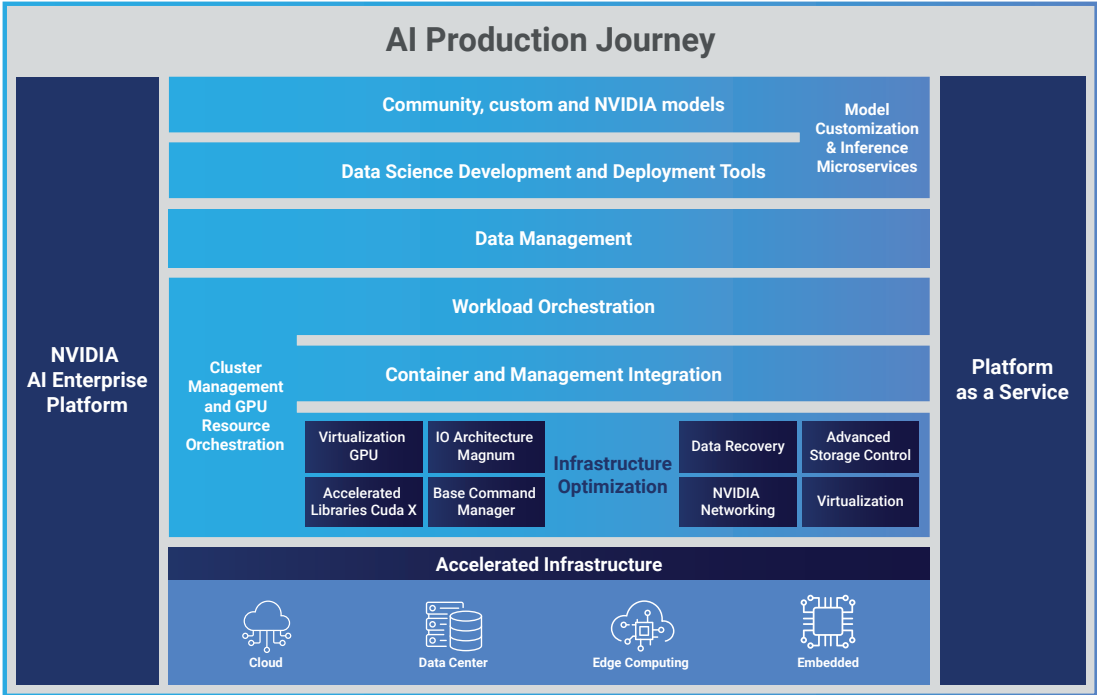 AI Production Journey
NVIDIA
AI Enterprise
Platform
Community, custom and NVIDIA models
Model
Customization
& Inference
Microservices
Data Science Development and Deployment Tools
Data Management
Workload Orchestration
Cluster
Management
and GPU
Resource
Orchestration
Container and Management Integration
Virtualization
GPU
IO Architecture
Magnum
Accelerated
Libraries Cuda X
Base Command
Manager
Infrastructure
Optimization
Data Recovery
Advanced
Storage Control
NVIDIA
Networking
Virtualization
Accelerated Infrastructure
Cloud
Data Center
Edge Computing
Embedded
Platform
as a Service